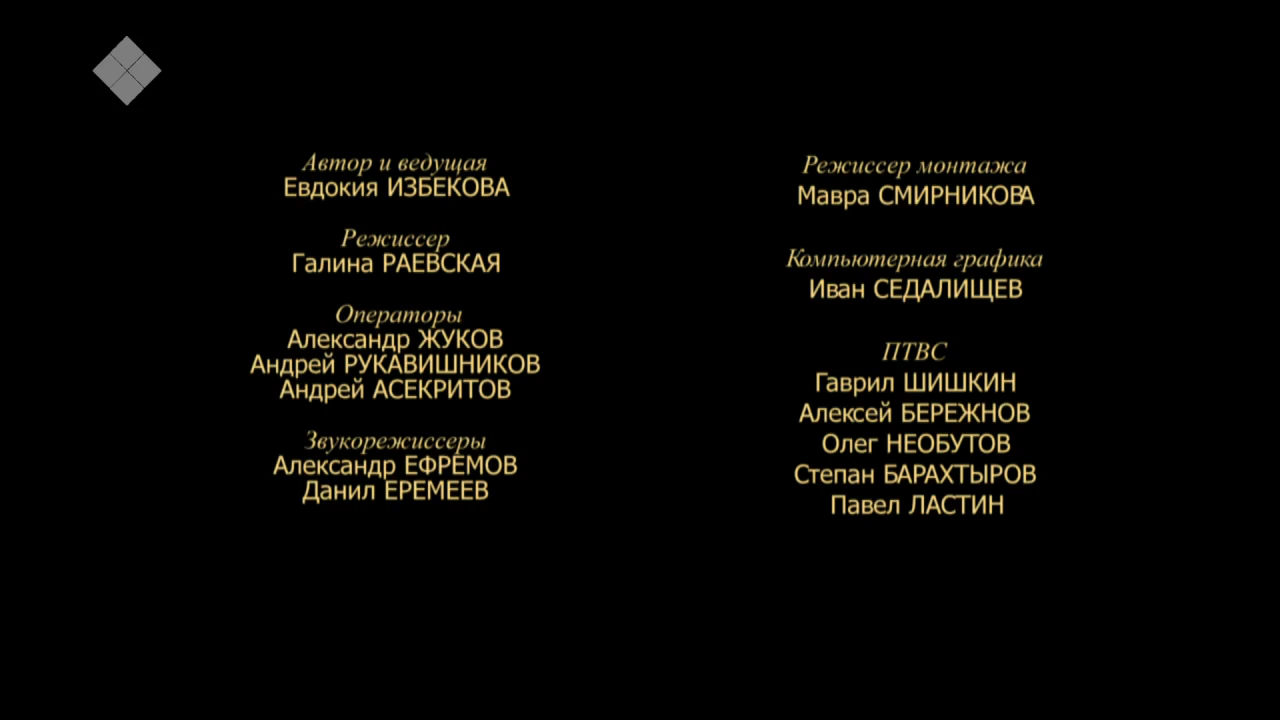 Автор и ведущая
Евдокия ИЗБЕКОВА
Режиссер
Галина РАЕВСКАЯ
Операторы
Александр ЖУКОВ
Андрей РУКАВИШНИКОВ
Андрей АСЕКРИТОВ
Звукорежиссеры
Александр ЕФРЕМОВ
Данил ЕРЕМЕЕВ
Режиссер монтажа
Мавра СМИРНИКОВА
Компьютерная графика
Иван СЕДАЛИЩЕВ
ПТВС
Гаврил ШИШКИН
Алексей БЕРЕЖНОВ
Олег НЕОБУТОВ
Степан БАРАХТЫРОВ
Павел ЛАСТИН